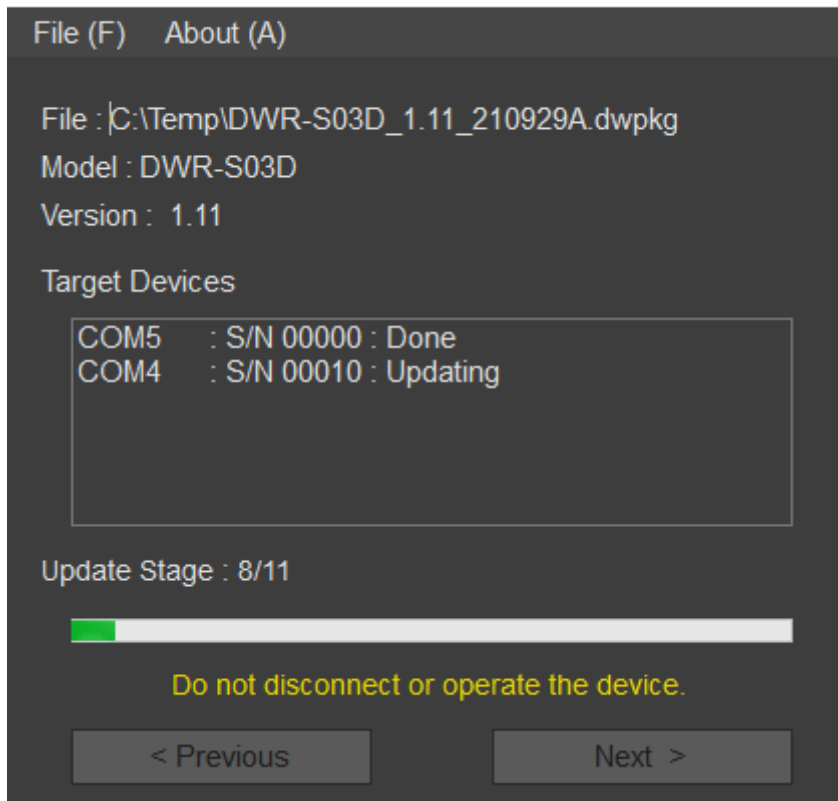 File (F) About (A)
File : C:\Temp\DWR-S03D_1.11_210929A.dwpkg
Model : DWR-S03D
Version : 1.11
Target Devices
COM5 : S/N 00000 : Done
COM4 : S/N 00010 : Updating
Update Stage : 8/11
Do not disconnect or operate the device.
< Previous Next >